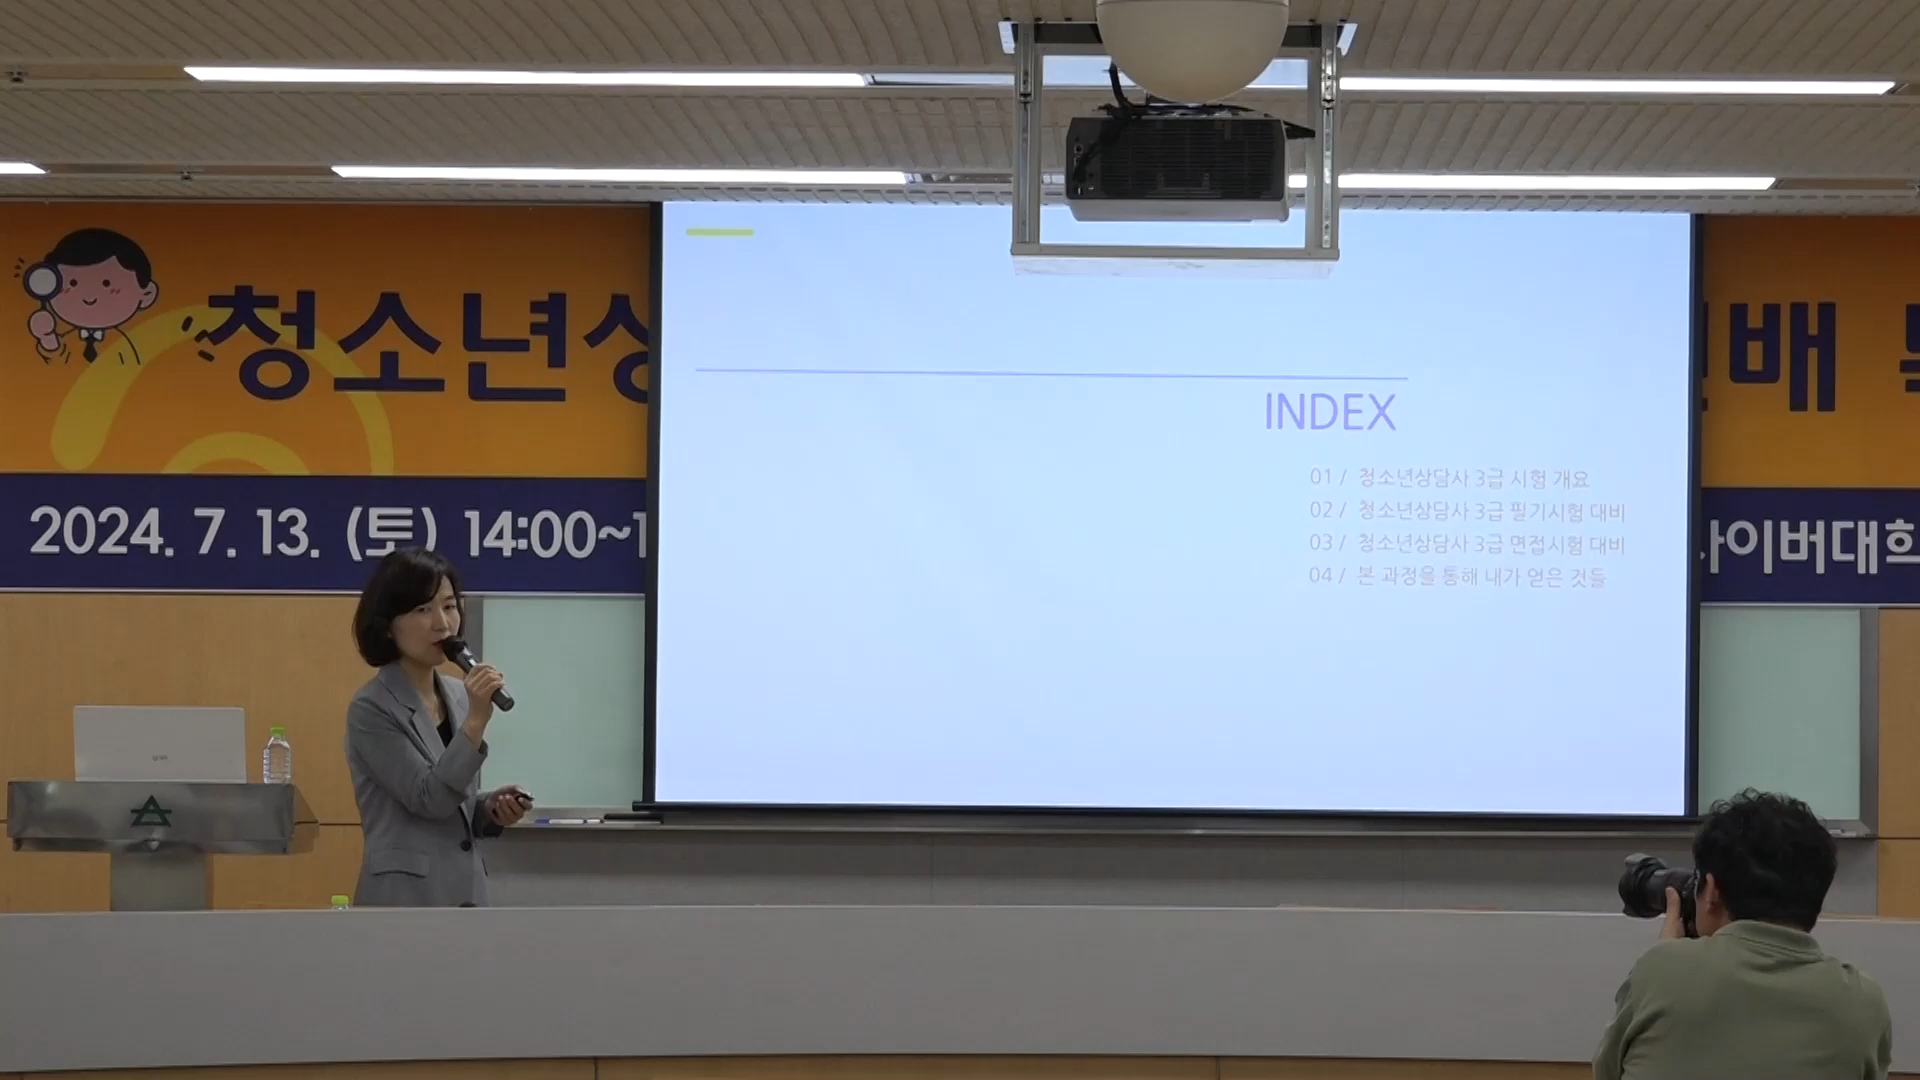 청소년상
배
2024. 7. 13. (토) 14:00~1
사이버대학
INDEX
01 / 청소년상담사 3급 시험 개요
02 / 청소년상담사 3급 필기시험 대비
03 / 청소년상담사 3급 면접시험 대비
04 / 본 과정을 통해 내가 얻은 것들
gram